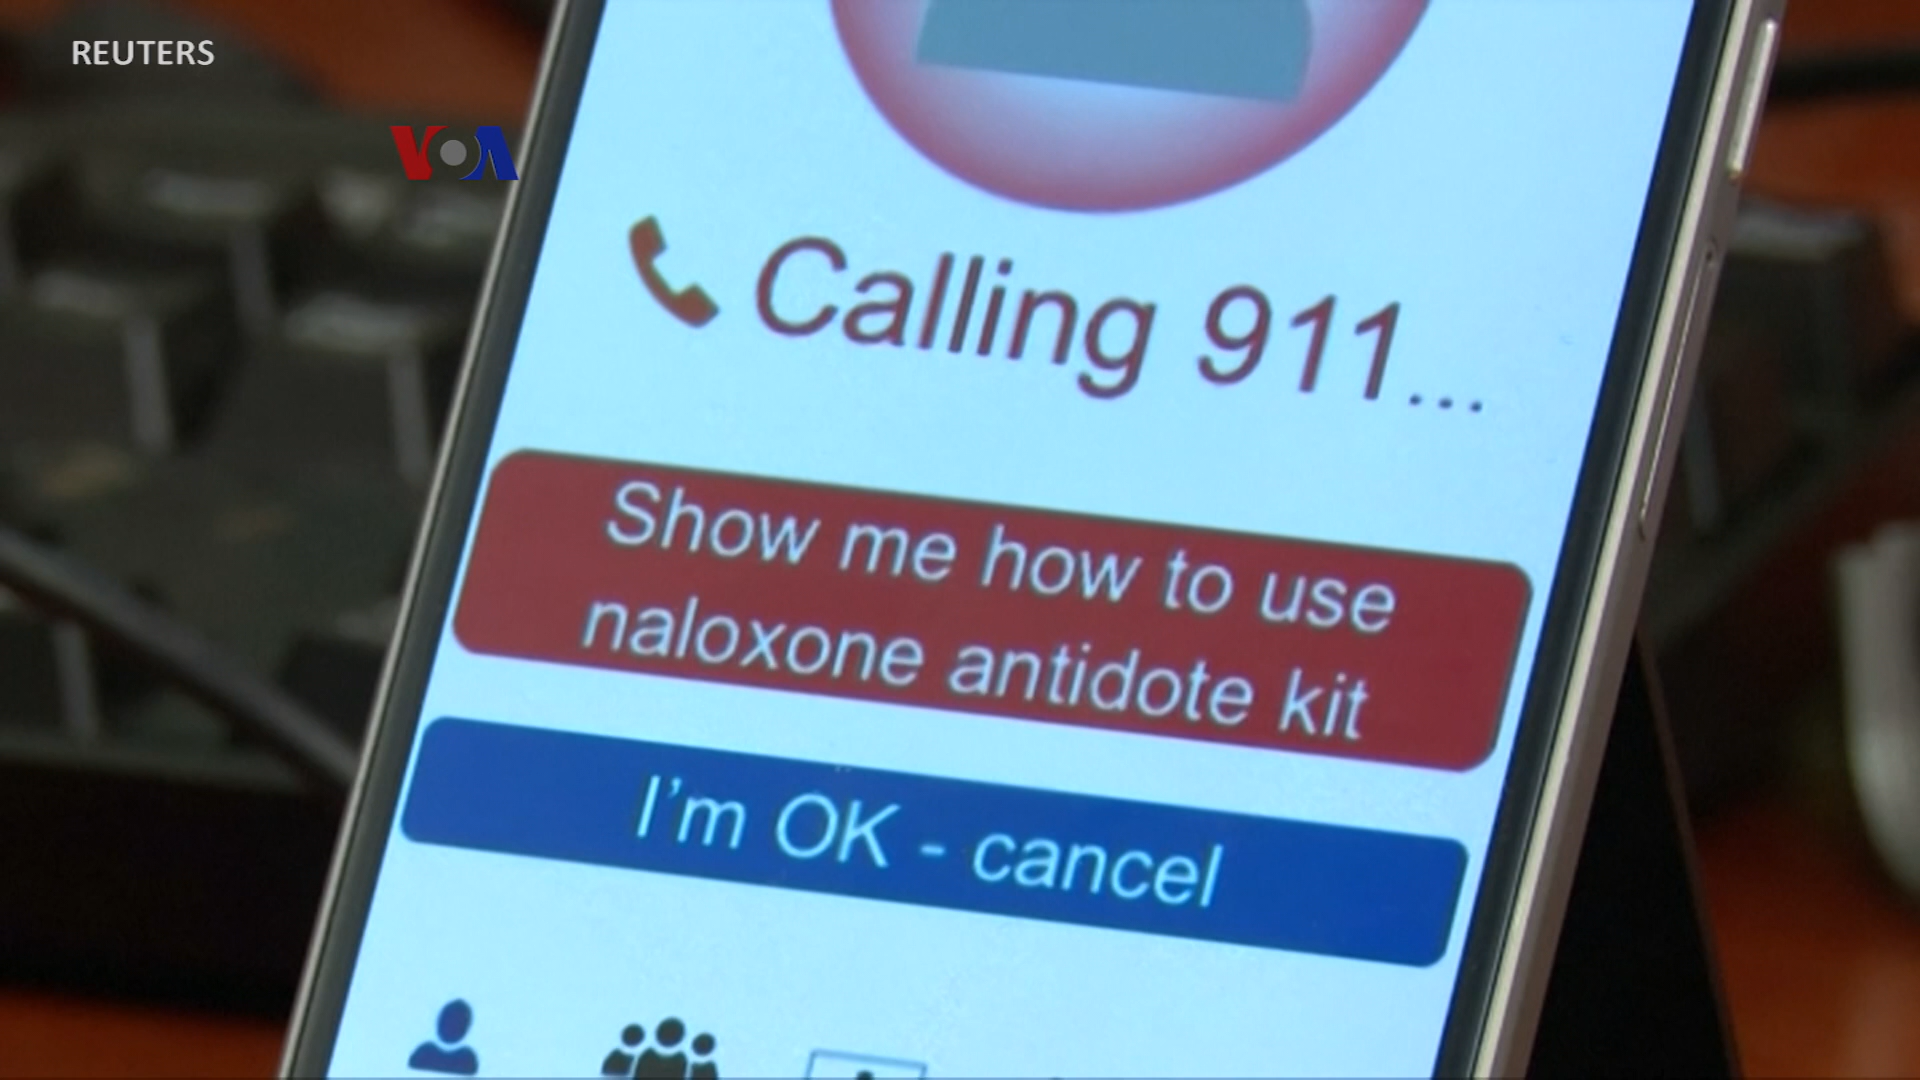 REUTERS
VOA
Calling 911...
Show me how to use
naloxone antidote kit
I'm OK - cancel